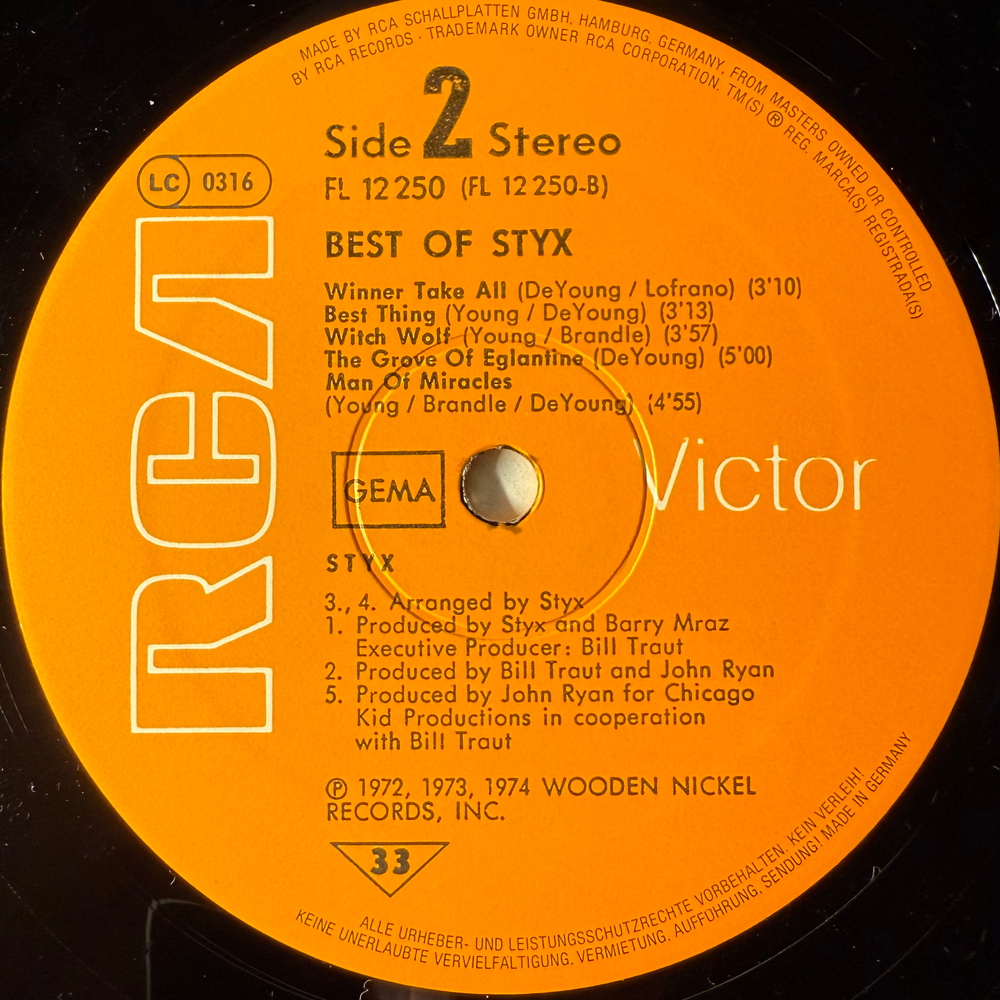 MADE BY RCA SCHALLPLATTEN GMBH. HAMBURG. GERMANY, FROM MASTERS OWNED OR CONTROLLED
BY RCA RECORDS · TRADEMARK OWNER RCA CORPORATION. TM(S) ® REG. MARCA(S) REGISTRADA(S)
Side 2 Stereo
LC 0316
FL 12 250 (FL 12 250-B)
BEST OF STYX
Winner Take All (DeYoung / Lofrano) (3'10)
Best Thing (Young / DeYoung) (3'13)
Witch Wolf (Young / Brandle) (3'57)
The Grove Of Eglantine (DeYoung) (5'00)
Man Of Miracles
(Young / Brandle / DeYoung) (4'55)
RCA
Victor
GEMA
STYX
3., 4. Arranged by Styx
1. Produced by Styx and Barry Mraz
Executive Producer: Bill Traut
2. Produced by Bill Traut and John Ryan
5. Produced by John Ryan for Chicago
Kid Productions in cooperation
with Bill Traut
℗ 1972, 1973, 1974 WOODEN NICKEL
RECORDS, INC.
33
ALLE URHEBER- UND LEISTUNGSSCHUTZRECHTE VORBEHALTEN. KEIN VERLEIH!
KEINE UNERLAUBTE VERVIELFALTIGUNG, VERMIETUNG, AUFFÜHRUNG, SENDUNG! MADE IN GERMANY